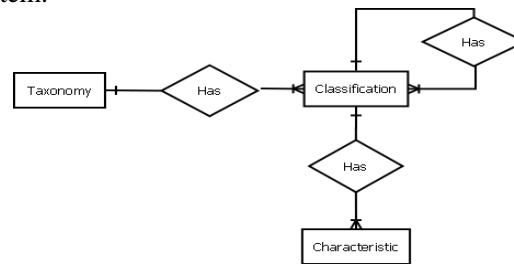 Has
Taxonomy
Has
Classification
Has
Characteristic